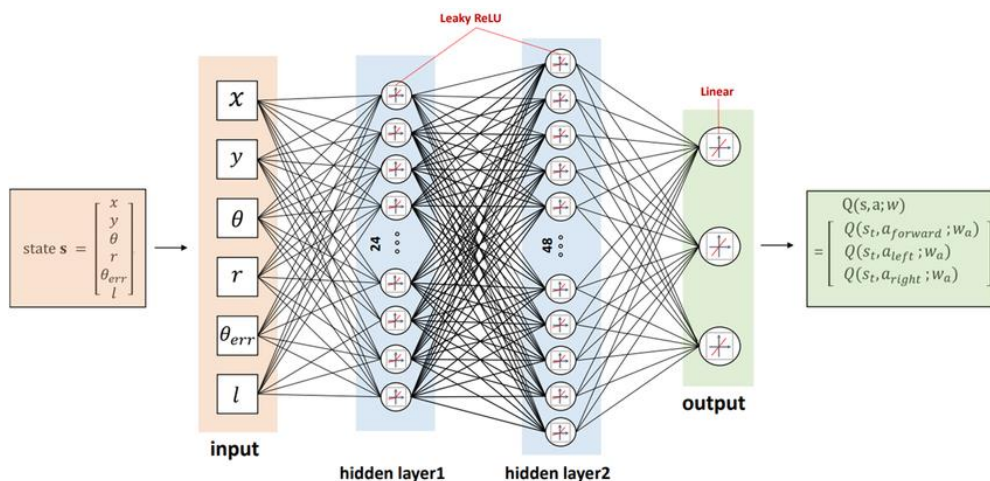 Leaky ReLU
Linear
x
y
θ
r
θ_err
l
state s = [ x
y
θ
r
θ_err
l ]
24
48
Q(s,a;w)
= [ Q(s_t, a_forward ; w_a)
Q(s_t, a_left ; w_a)
Q(s_t, a_right ; w_a) ]
input
hidden layer1
hidden layer2
output